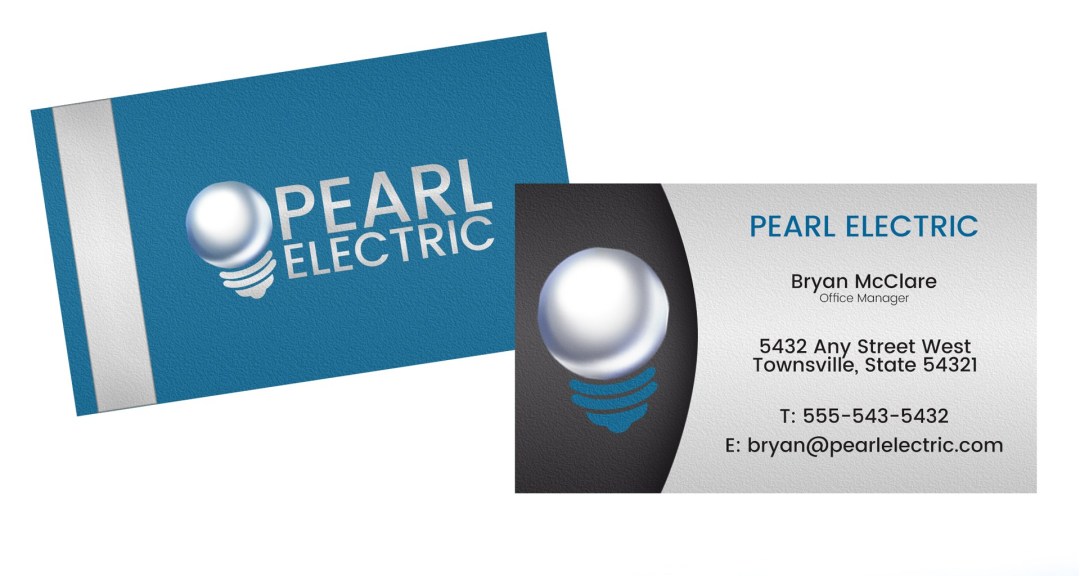 PEARL
ELECTRIC
PEARL ELECTRIC
Bryan McClare
Office Manager
5432 Any Street West
Townsville, State 54321
T: 555-543-5432
E: bryan@pearlelectric.com